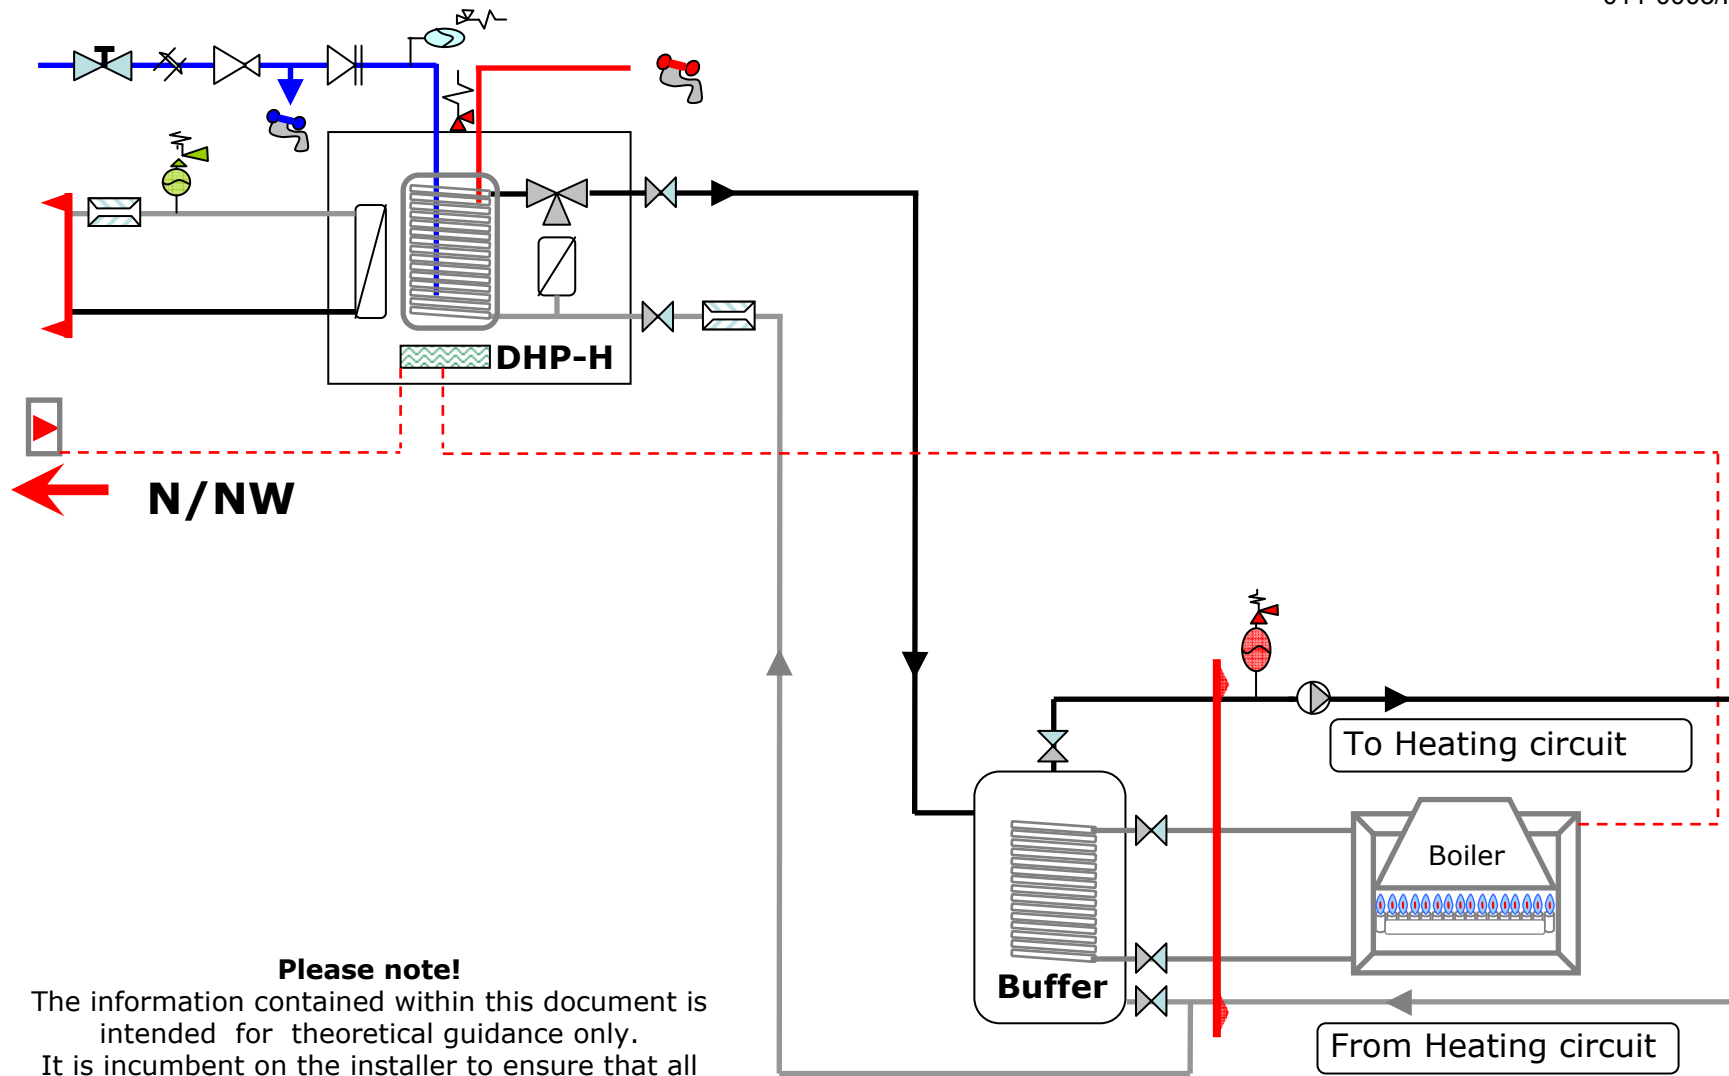 DHP-H
N/NW
To Heating circuit
Boiler
Buffer
From Heating circuit
Please note!
The information contained within this document is
intended for theoretical guidance only.
It is incumbent on the installer to ensure that all